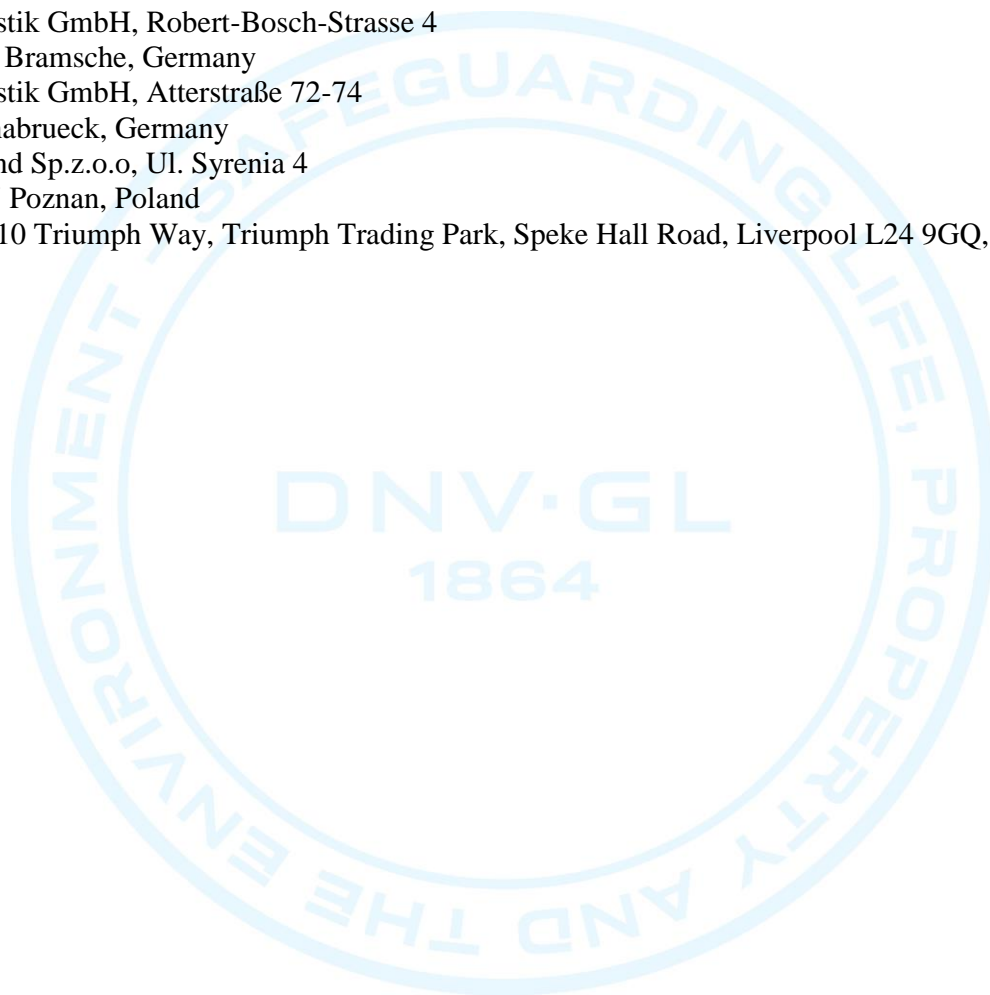 stik GmbH, Robert-Bosch-Strasse 4
Bramsche, Germany
stik GmbH, Atterstraße 72-74
nabrueck, Germany
nd Sp.z.o.o, Ul. Syrenia 4
Poznan, Poland
10 Triumph Way, Triumph Trading Park, Speke Hall Road, Liverpool L24 9GQ,
SAFEGUARDING LIFE, PROPERTY AND THE ENVIRONMENT
DNV·GL
1864